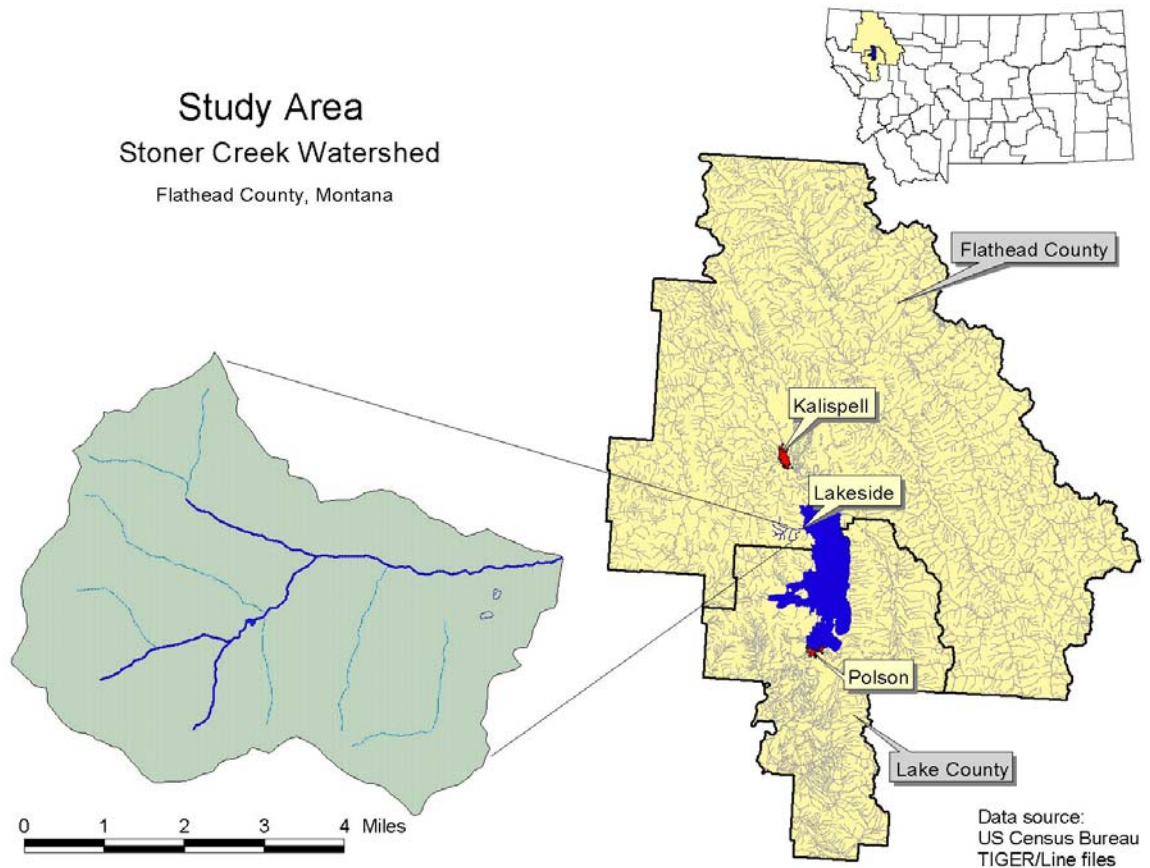 Study Area
Stoner Creek Watershed
Flathead County, Montana
Flathead County
Kalispell
Lakeside
Polson
Lake County
0 1 2 3 4 Miles
Data source:
US Census Bureau
TIGER/Line files